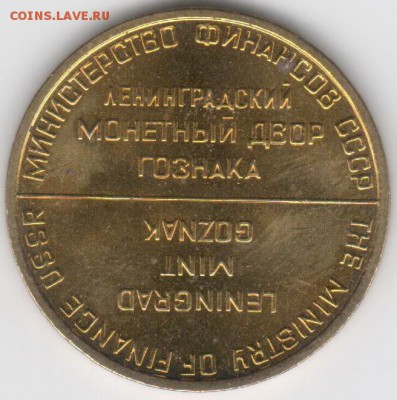 COINS.LAVE.RU
МИНИСТЕРСТВО ФИНАНСОВ СССР
ЛЕНИНГРАДСКИЙ
МОНЕТНЫЙ ДВОР
ГОЗНАКА
THE MINISTRY OF FINANCE USSR
LENINGRAD
MINT
GOZNAK